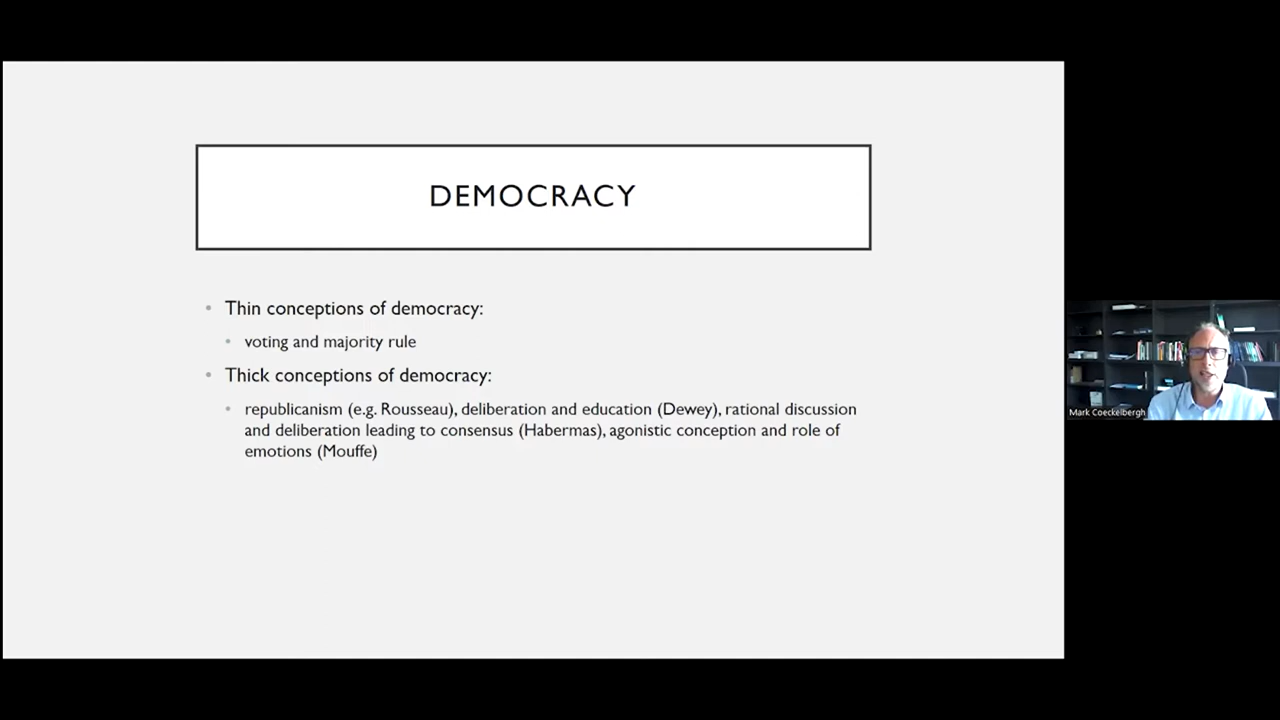 DEMOCRACY
• Thin conceptions of democracy:
• voting and majority rule
• Thick conceptions of democracy:
• republicanism (e.g. Rousseau), deliberation and education (Dewey), rational discussion
and deliberation leading to consensus (Habermas), agonistic conception and role of
emotions (Mouffe)
Mark Coeckelbergh